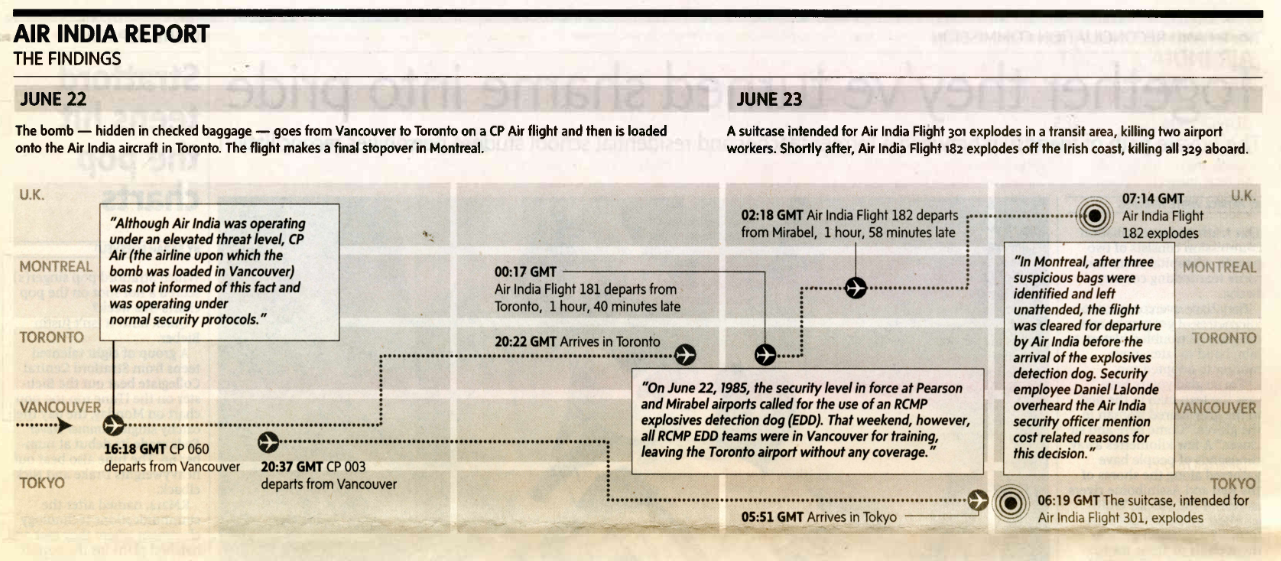 AIR INDIA REPORT
THE FINDINGS
JUNE 22
The bomb — hidden in checked baggage — goes from Vancouver to Toronto on a CP Air flight and then is loaded
onto the Air India aircraft in Toronto. The flight makes a final stopover in Montreal.
JUNE 23
A suitcase intended for Air India Flight 301 explodes in a transit area, killing two airport
workers. Shortly after, Air India Flight 182 explodes off the Irish coast, killing all 329 aboard.
U.K.
MONTREAL
TORONTO
VANCOUVER
TOKYO
"Although Air India was operating
under an elevated threat level, CP
Air (the airline upon which the
bomb was loaded in Vancouver)
was not informed of this fact and
was operating under
normal security protocols."
16:18 GMT CP 060
departs from Vancouver
20:37 GMT CP 003
departs from Vancouver
00:17 GMT
Air India Flight 181 departs from
Toronto, 1 hour, 40 minutes late
20:22 GMT Arrives in Toronto
02:18 GMT Air India Flight 182 departs
from Mirabel, 1 hour, 58 minutes late
"On June 22, 1985, the security level in force at Pearson
and Mirabel airports called for the use of an RCMP
explosives detection dog (EDD). That weekend, however,
all RCMP EDD teams were in Vancouver for training,
leaving the Toronto airport without any coverage."
05:51 GMT Arrives in Tokyo
07:14 GMT
Air India Flight
182 explodes
"In Montreal, after three
suspicious bags were
identified and left
unattended, the flight
was cleared for departure
by Air India before the
arrival of the explosives
detection dog. Security
employee Daniel Lalonde
overheard the Air India
security officer mention
cost related reasons for
this decision."
06:19 GMT The suitcase, intended for
Air India Flight 301, explodes
U.K.
MONTREAL
TORONTO
VANCOUVER
TOKYO
Together they've turned shame into pride
Stratford
teens hit
the pop
charts